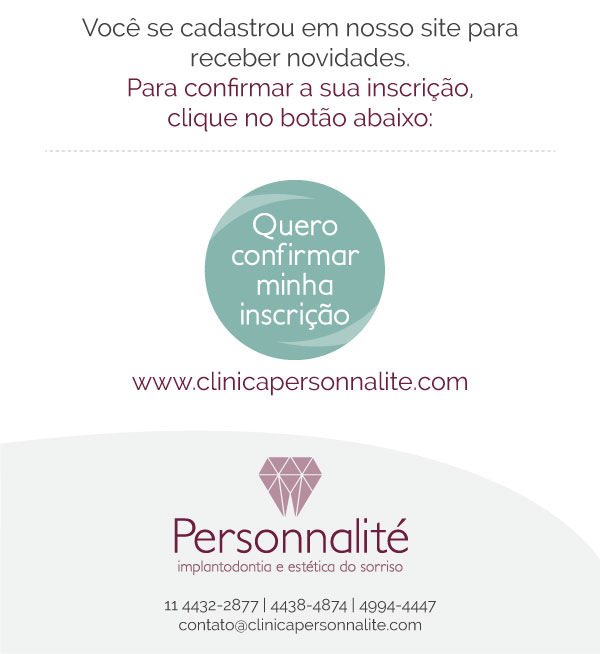 Você se cadastrou em nosso site para
receber novidades.
Para confirmar a sua inscrição,
clique no botão abaixo:
Quero
confirmar
minha
inscrição
www.clinicapersonnalite.com
Personnalité
implantodontia e estética do sorriso
11 4432-2877 | 4438-4874 | 4994-4447
contato@clinicapersonnalite.com